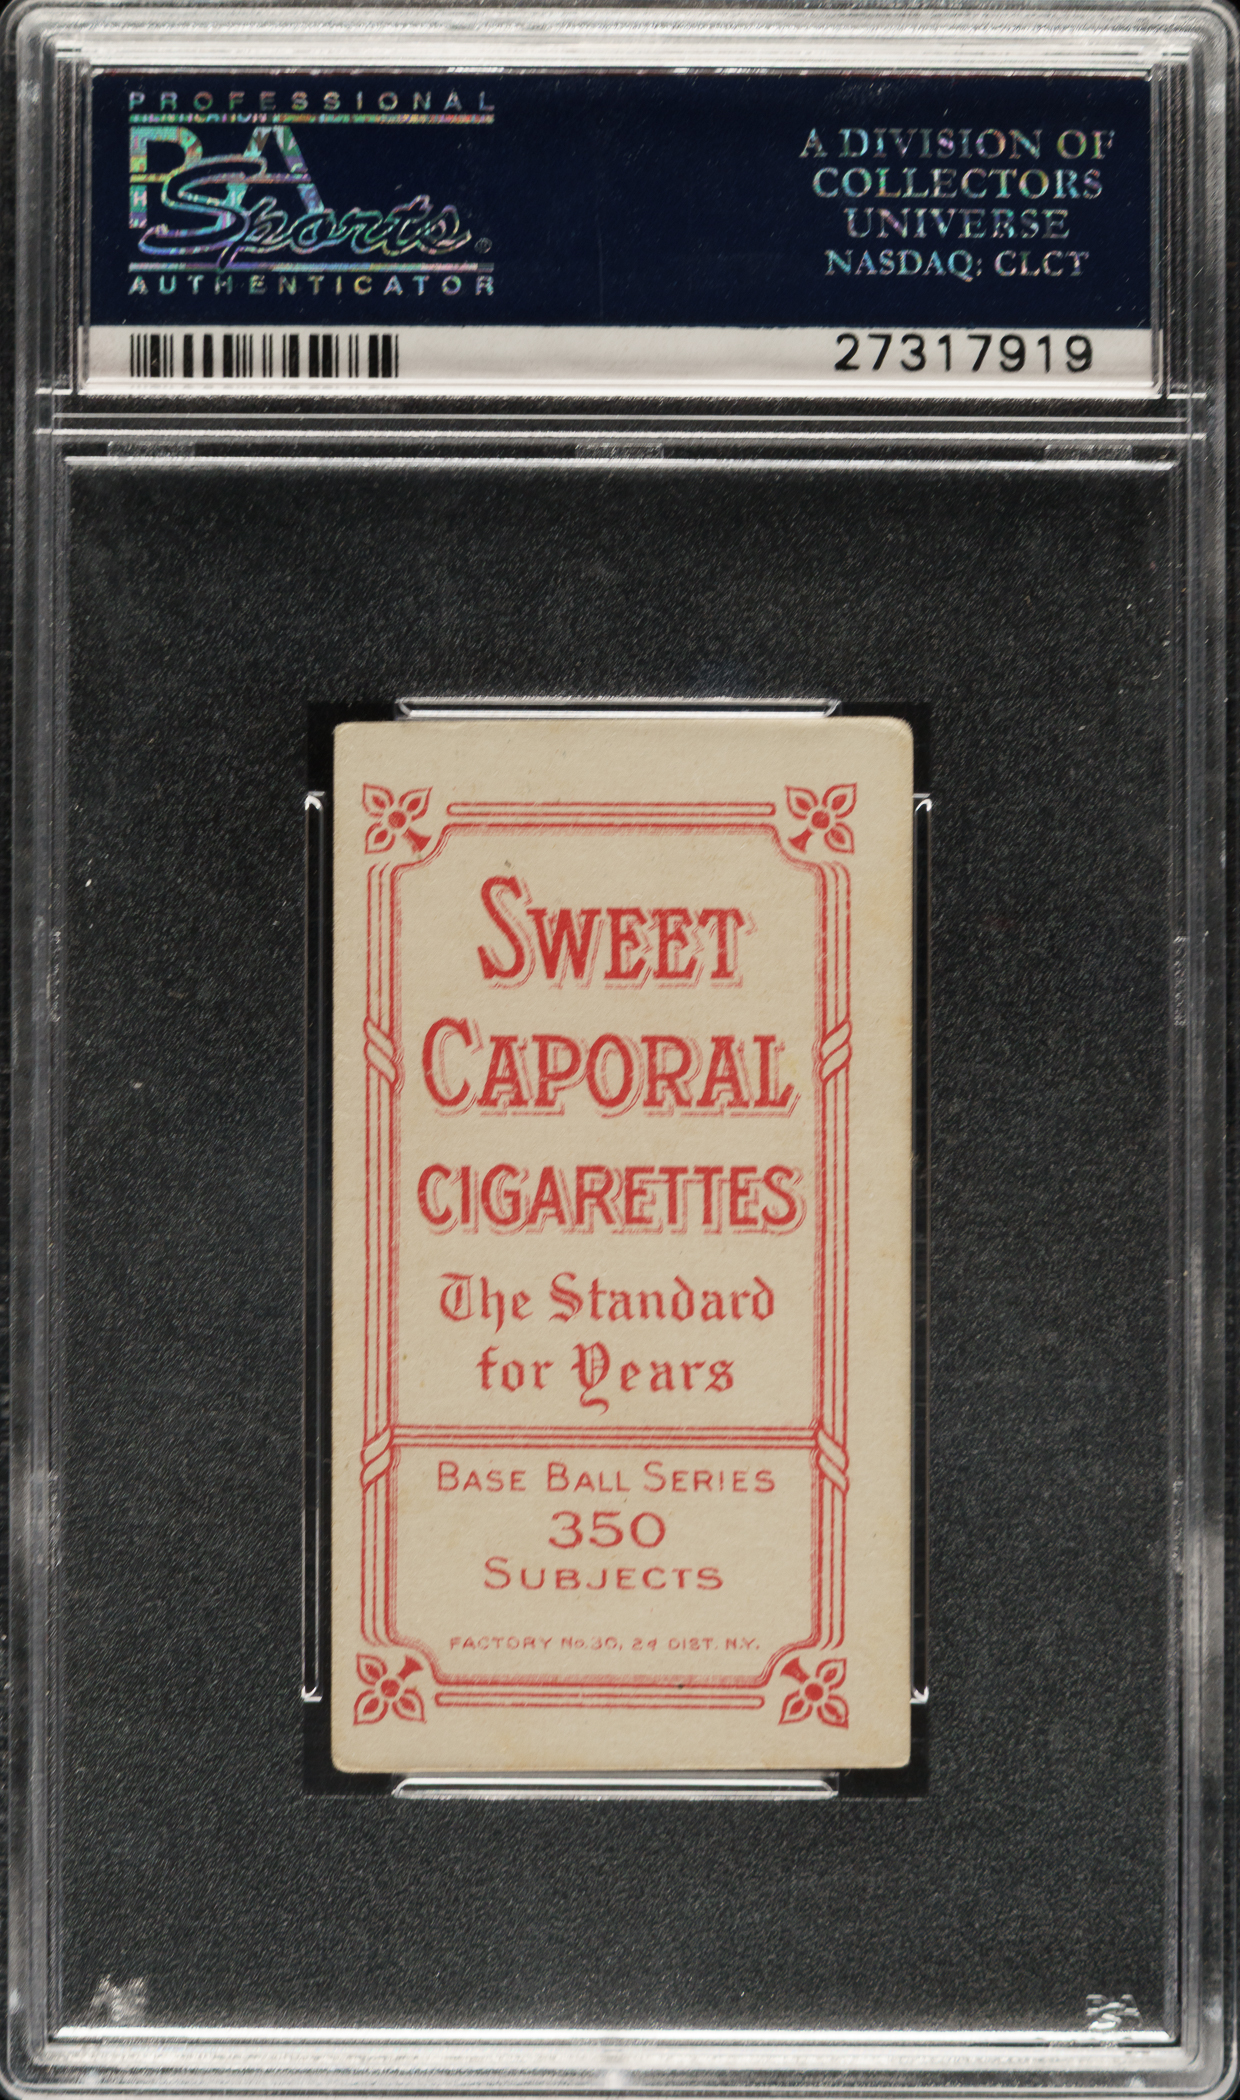 PROFESSIONAL
PSA
Sports®
AUTHENTICATOR
A DIVISION OF
COLLECTORS
UNIVERSE
NASDAQ: CLCT
27317919
SWEET
CAPORAL
CIGARETTES
The Standard
for Years
BASE BALL SERIES
350
SUBJECTS
FACTORY No.30, 2d DIST. N.Y.
PSA